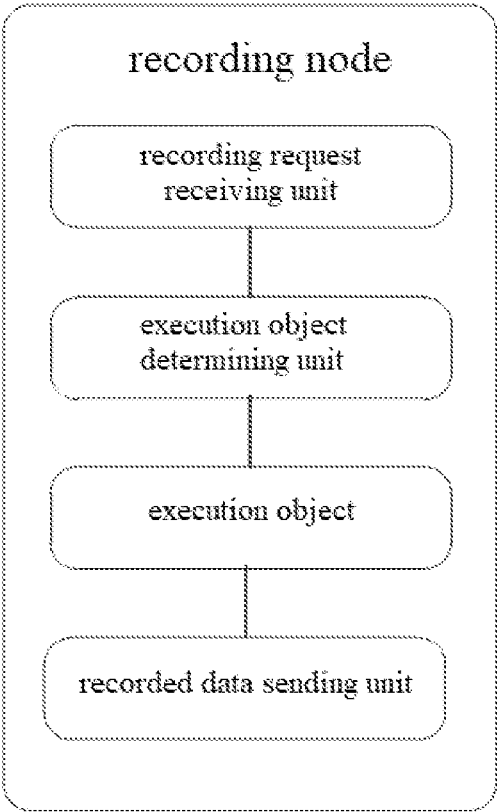 recording node
recording request
receiving unit
execution object
determining unit
execution object
recorded data sending unit